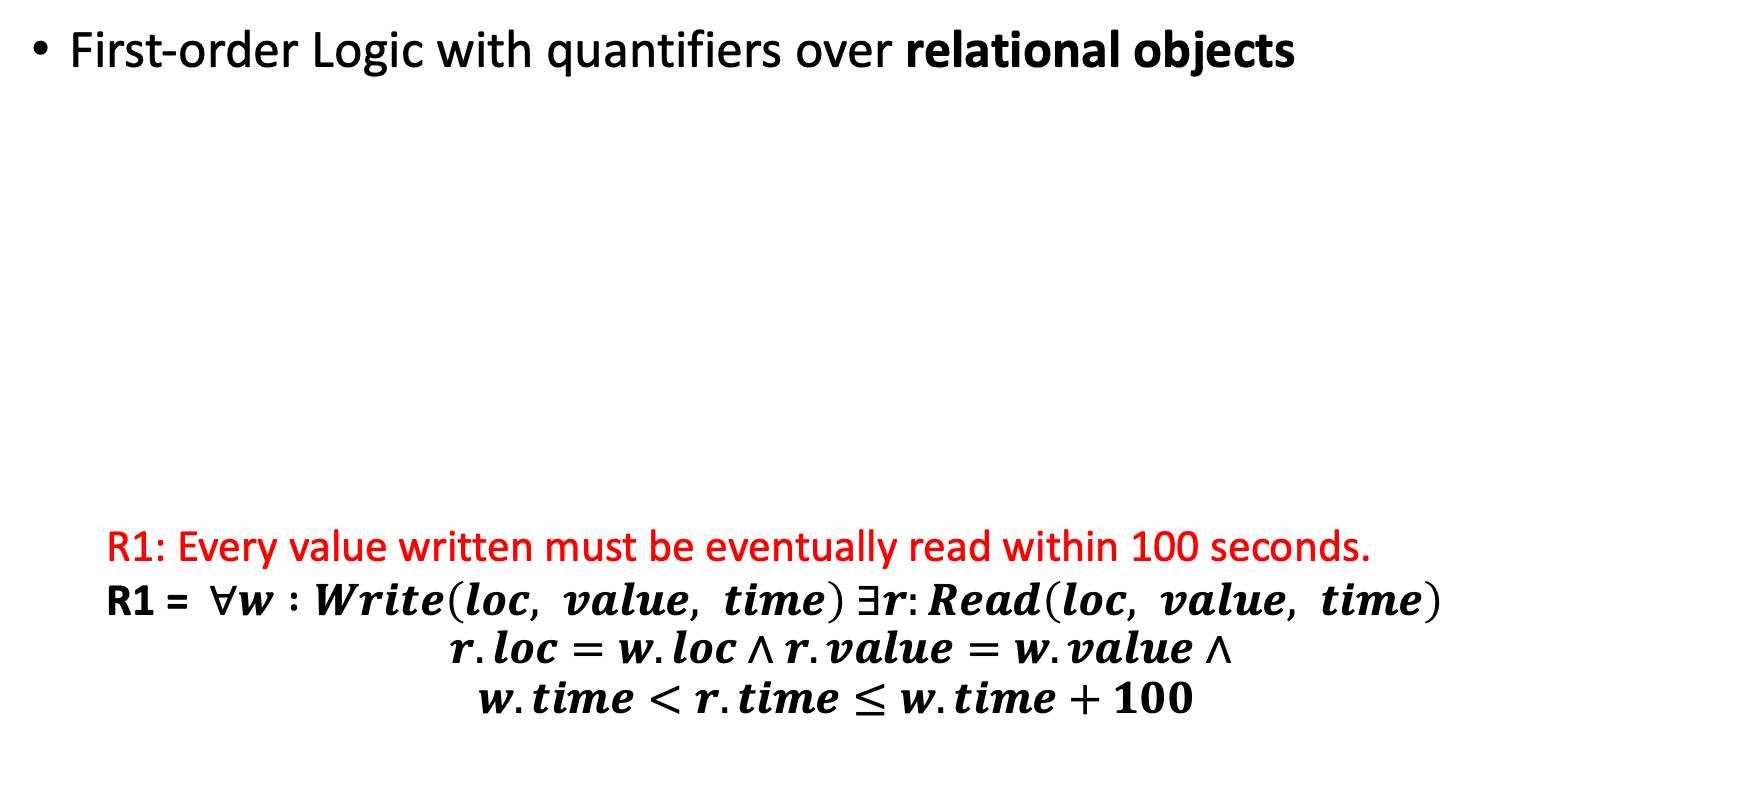 • First-order Logic with quantifiers over relational objects
R1: Every value written must be eventually read within 100 seconds.
R1 = ∀w : Write(loc, value, time) ∃r: Read(loc, value, time)
r. loc = w. loc ∧ r. value = w. value ∧
w. time < r. time ≤ w. time + 100